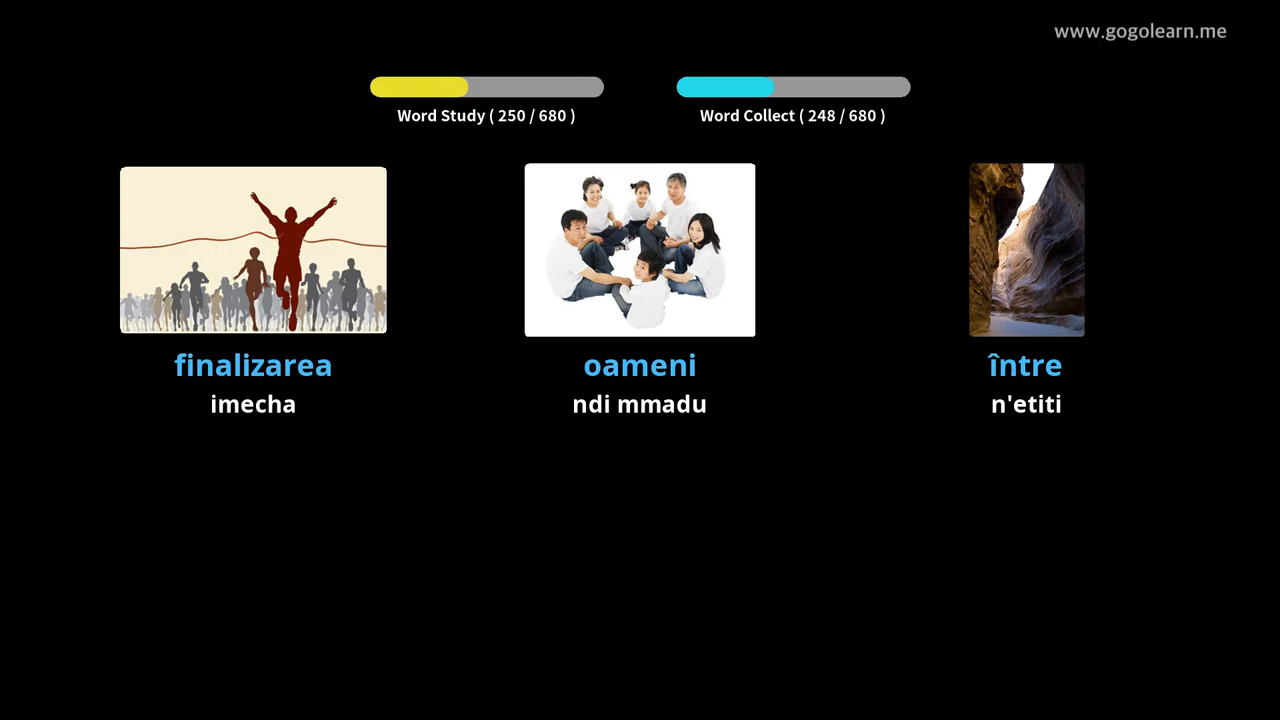 www.gogolearn.me
Word Study ( 250 / 680 )
Word Collect ( 248 / 680 )
finalizarea
imecha
oameni
ndi mmadu
între
n'etiti